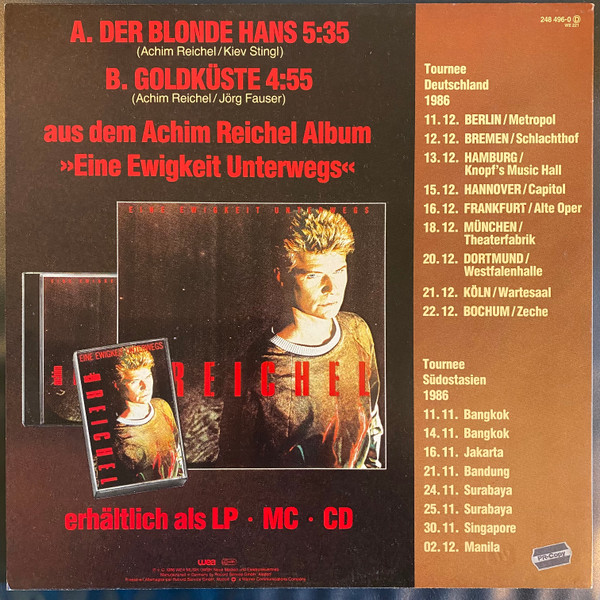 A. DER BLONDE HANS 5:35
(Achim Reichel/Kiev Stingl)
B. GOLDKÜSTE 4:55
(Achim Reichel/Jörg Fauser)
aus dem Achim Reichel Album
»Eine Ewigkeit Unterwegs«
EINE EWIGKEIT UNTERWEGS
REICHEL
EINE EWIGKEIT UNTERWEGS
REICHEL
erhältlich als LP · MC · CD
wea
248 496-0
Tournee
Deutschland
1986
11. 12. BERLIN/Metropol
12. 12. BREMEN/Schlachthof
13. 12. HAMBURG/
Knopf's Music Hall
15. 12. HANNOVER/Capitol
16. 12. FRANKFURT/Alte Oper
18. 12. MÜNCHEN/
Theaterfabrik
20. 12. DORTMUND/
Westfalenhalle
21. 12. KÖLN/Wartesaal
22. 12. BOCHUM/Zeche
Tournee
Südostasien
1986
11. 11. Bangkok
14. 11. Bangkok
16. 11. Jakarta
21. 11. Bandung
24. 11. Surabaya
25. 11. Surabaya
30. 11. Singapore
02. 12. Manila